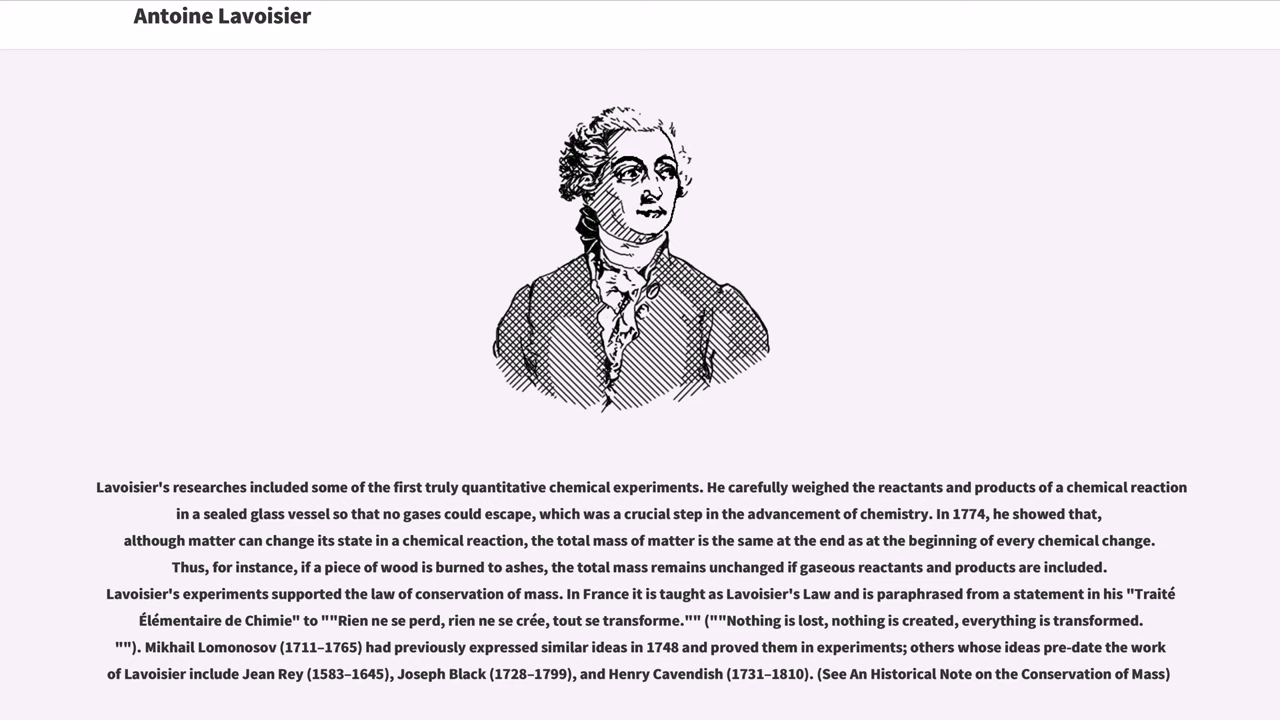 Antoine Lavoisier
Lavoisier's researches included some of the first truly quantitative chemical experiments. He carefully weighed the reactants and products of a chemical reaction
in a sealed glass vessel so that no gases could escape, which was a crucial step in the advancement of chemistry. In 1774, he showed that,
although matter can change its state in a chemical reaction, the total mass of matter is the same at the end as at the beginning of every chemical change.
Thus, for instance, if a piece of wood is burned to ashes, the total mass remains unchanged if gaseous reactants and products are included.
Lavoisier's experiments supported the law of conservation of mass. In France it is taught as Lavoisier's Law and is paraphrased from a statement in his "Traité
Élémentaire de Chimie" to ""Rien ne se perd, rien ne se crée, tout se transforme."" (""Nothing is lost, nothing is created, everything is transformed.
""). Mikhail Lomonosov (1711–1765) had previously expressed similar ideas in 1748 and proved them in experiments; others whose ideas pre-date the work
of Lavoisier include Jean Rey (1583–1645), Joseph Black (1728–1799), and Henry Cavendish (1731–1810). (See An Historical Note on the Conservation of Mass)